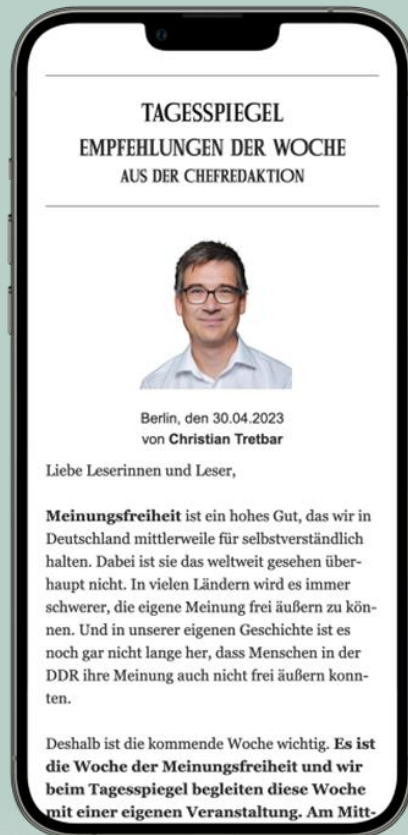 TAGESSPIEGEL
EMPFEHLUNGEN DER WOCHE
AUS DER CHEFREDAKTION
Berlin, den 30.04.2023
von Christian Tretbar
Liebe Leserinnen und Leser,
Meinungsfreiheit ist ein hohes Gut, das wir in
Deutschland mittlerweile für selbstverständlich
halten. Dabei ist sie das weltweit gesehen über-
haupt nicht. In vielen Ländern wird es immer
schwerer, die eigene Meinung frei äußern zu kön-
nen. Und in unserer eigenen Geschichte ist es
noch gar nicht lange her, dass Menschen in der
DDR ihre Meinung auch nicht frei äußern konn-
ten.
Deshalb ist die kommende Woche wichtig. Es ist
die Woche der Meinungsfreiheit und wir
beim Tagesspiegel begleiten diese Woche
mit einer eigenen Veranstaltung. Am Mitt-